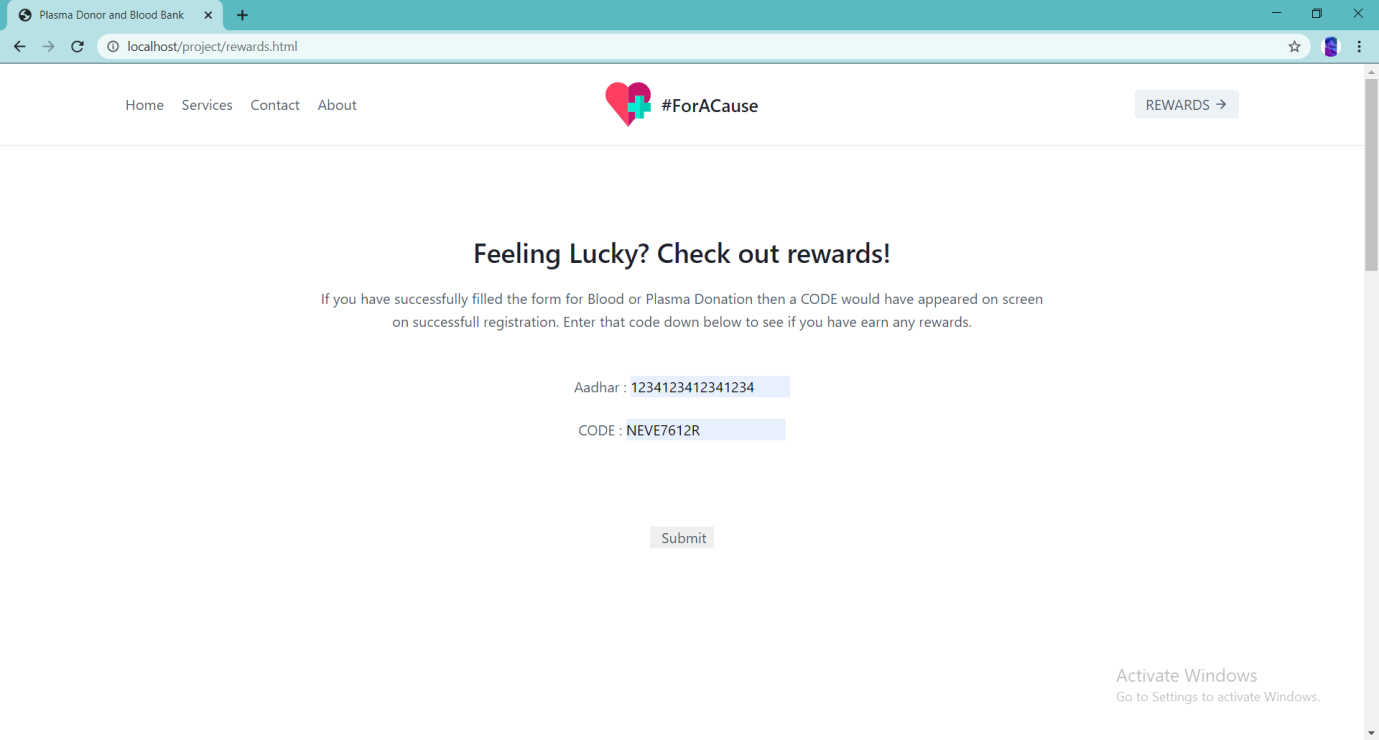 Plasma Donor and Blood Bank
localhost/project/rewards.html
Home Services Contact About #ForACause REWARDS →
Feeling Lucky? Check out rewards!
If you have successfully filled the form for Blood or Plasma Donation then a CODE would have appeared on screen
on successfull registration. Enter that code down below to see if you have earn any rewards.
Aadhar : 1234123412341234
CODE : NEVE7612R
Submit
Activate Windows
Go to Settings to activate Windows.